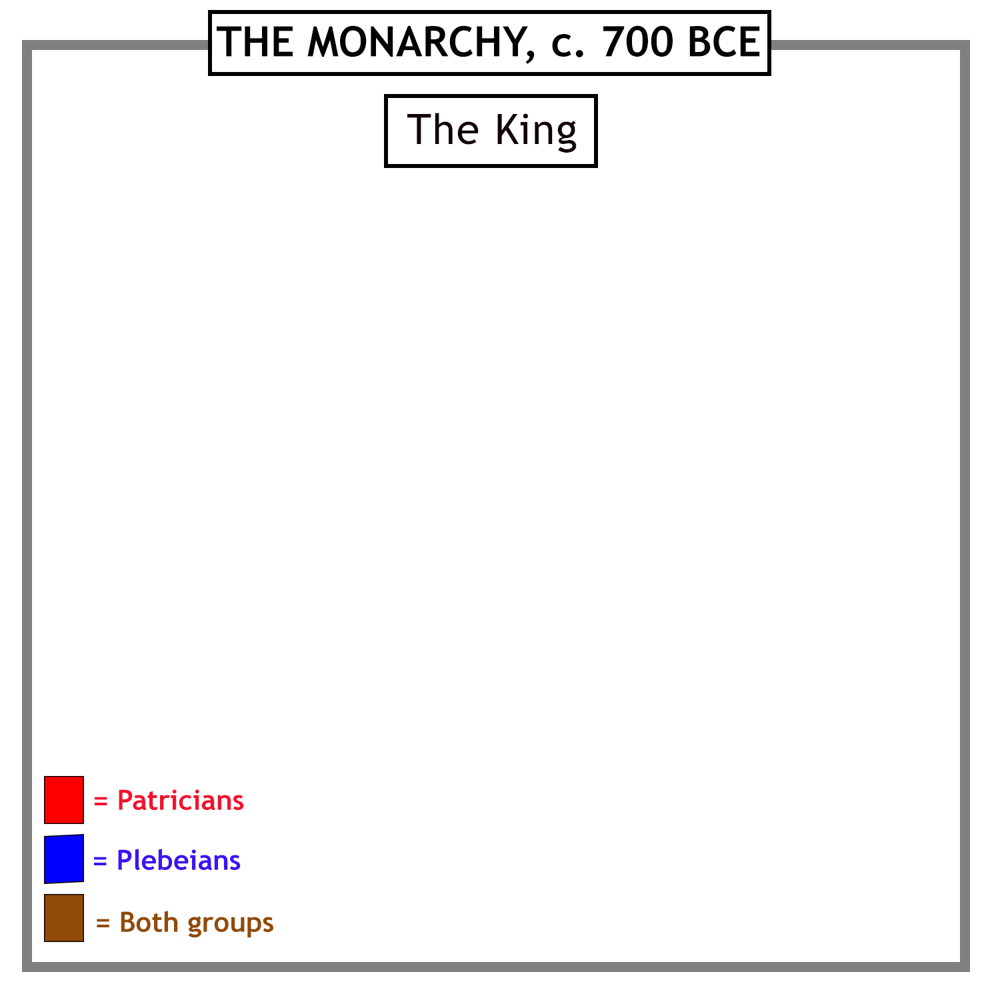 THE MONARCHY, c. 700 BCE
The King
= Patricians
= Plebeians
= Both groups